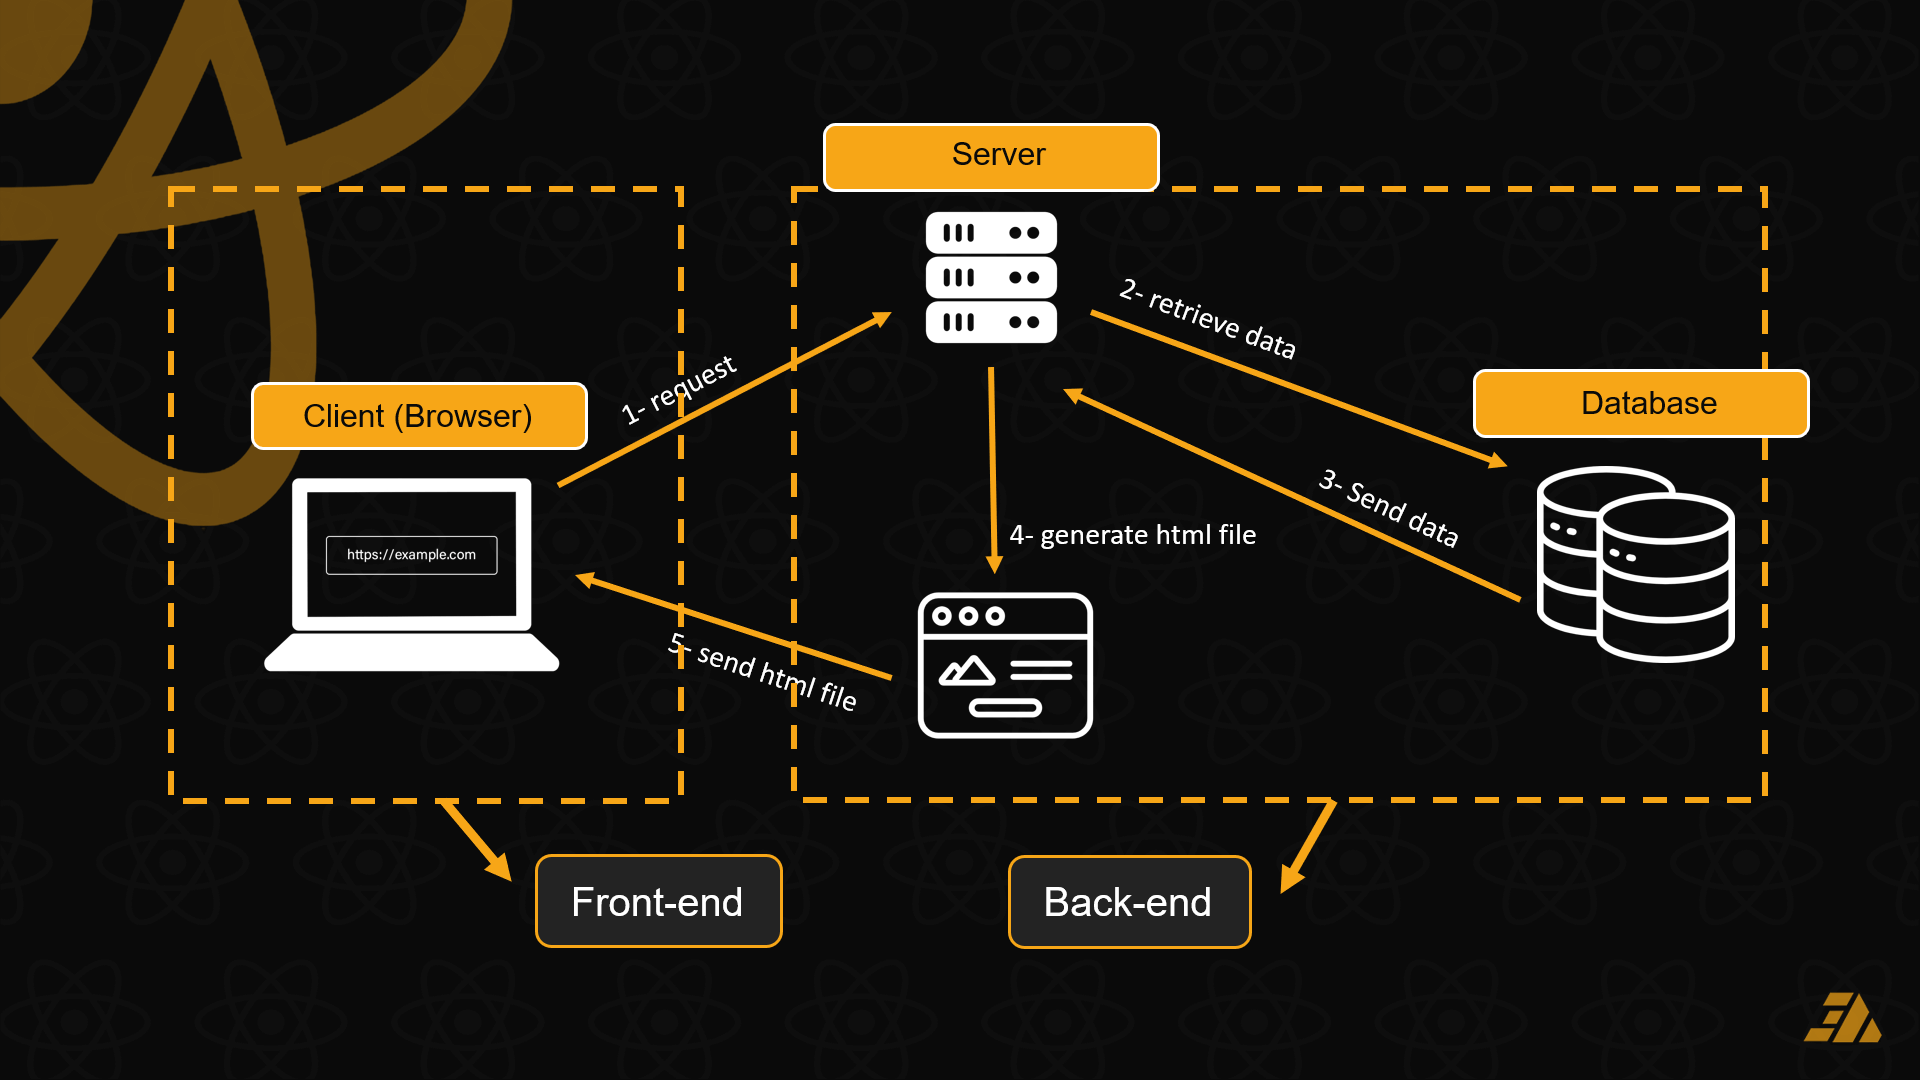 Server
2- retrieve data
1- request
Client (Browser)
Database
https://example.com
3- Send data
4- generate html file
5- send html file
Front-end
Back-end